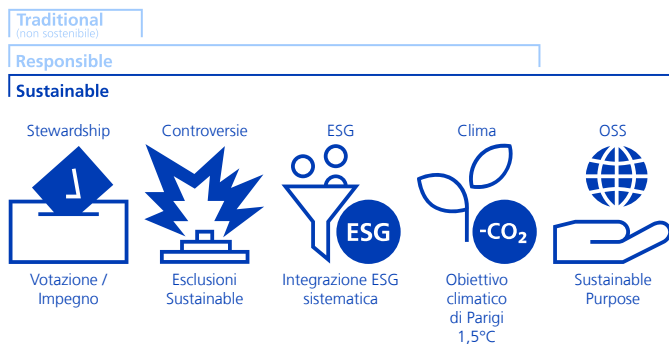 Traditional
(non sostenibile)
Responsible
Sustainable
Stewardship
Controversie
ESG
Clima
OSS
ESG
-CO₂
Votazione /
Impegno
Esclusioni
Sustainable
Integrazione ESG
sistematica
Obiettivo
climatico
di Parigi
1,5°C
Sustainable
Purpose